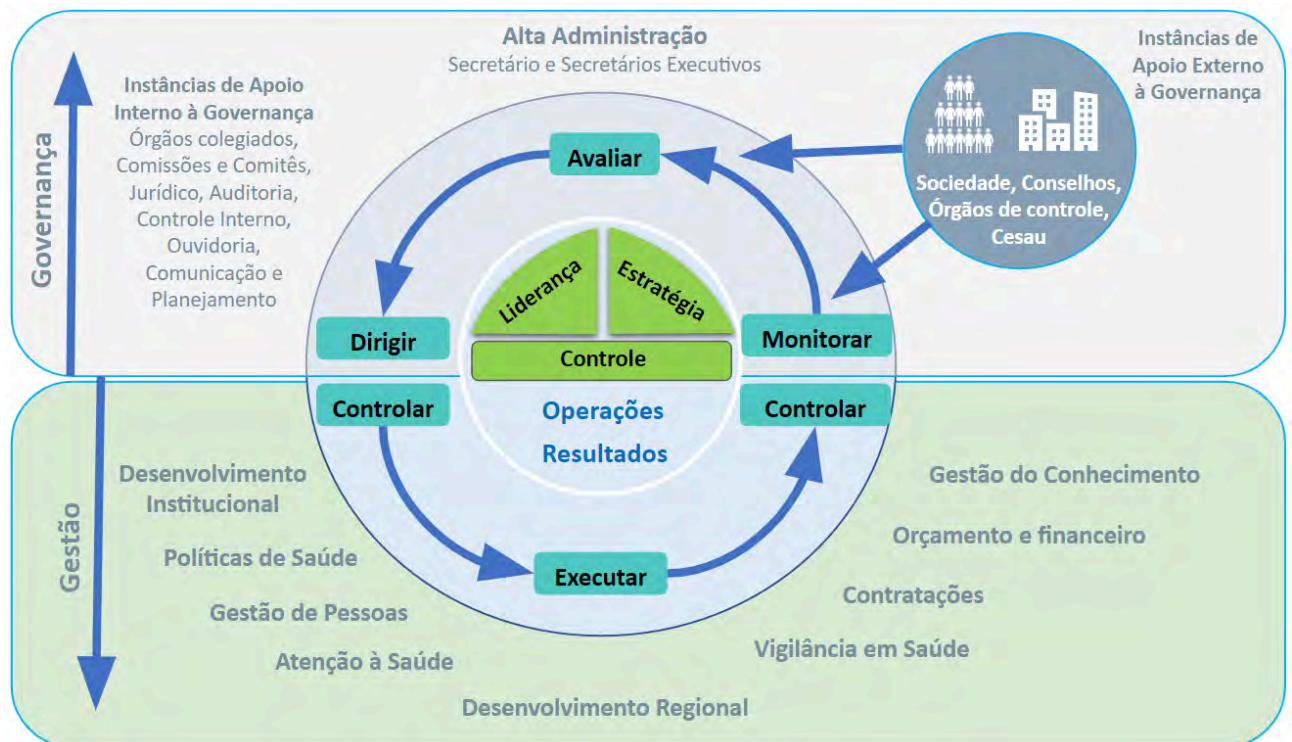 Alta Administração
Secretário e Secretários Executivos
Instâncias de
Apoio Externo
à Governança
Instâncias de Apoio
Interno à Governança
Órgãos colegiados,
Comissões e Comitês,
Jurídico, Auditoria,
Controle Interno,
Ouvidoria,
Comunicação e
Planejamento
Governança
Avaliar
Sociedade, Conselhos,
Órgãos de controle,
Cesau
Liderança
Estratégia
Dirigir
Monitorar
Controle
Controlar
Controlar
Operações
Resultados
Gestão
Desenvolvimento
Institucional
Políticas de Saúde
Gestão de Pessoas
Atenção à Saúde
Executar
Gestão do Conhecimento
Orçamento e financeiro
Contratações
Vigilância em Saúde
Desenvolvimento Regional